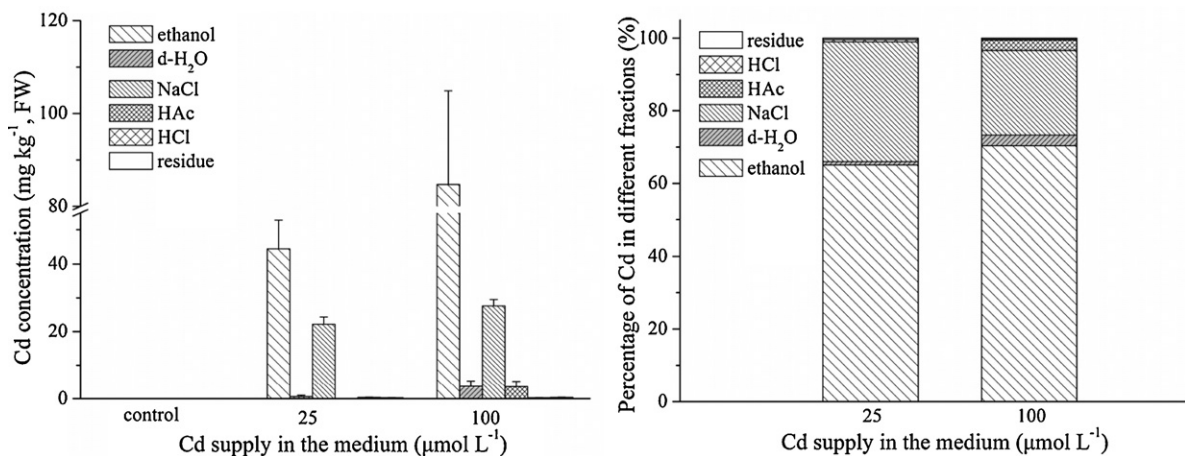 Cd concentration (mg kg⁻¹, FW)
120
100
80
40
20
0
ethanol
d-H₂O
NaCl
HAc
HCl
residue
control
25
100
Cd supply in the medium (μmol L⁻¹)
Percentage of Cd in different fractions (%)
100
80
60
40
20
0
residue
HCl
HAc
NaCl
d-H₂O
ethanol
25
100
Cd supply in the medium (μmol L⁻¹)